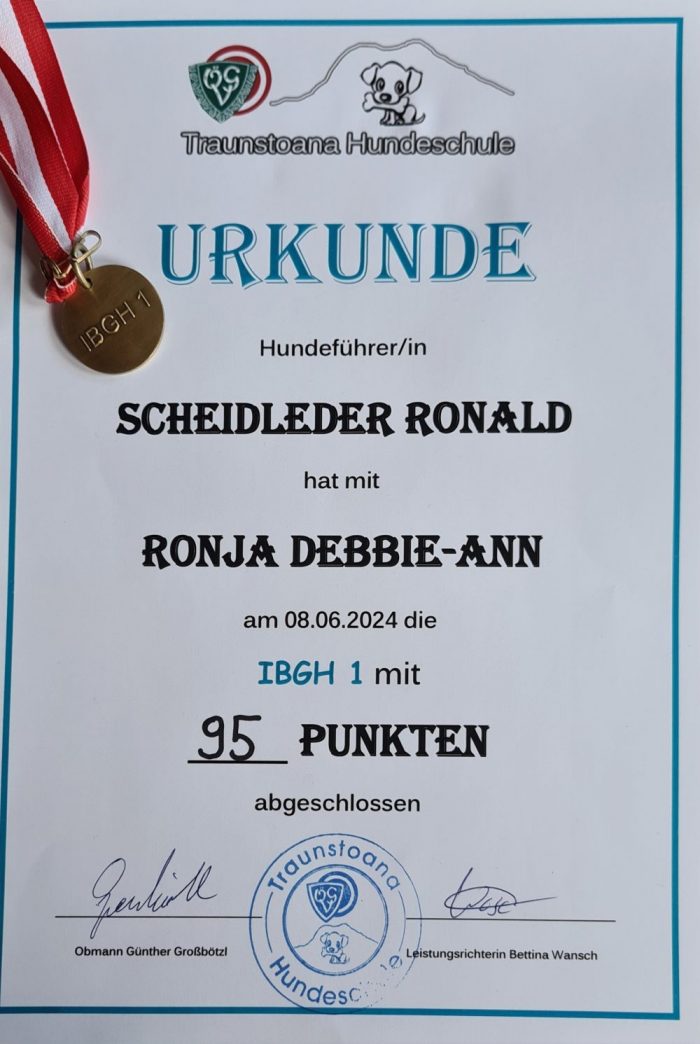 ÖGV
Traunstoana Hundeschule
URKUNDE
IBGH 1
Hundeführer/in
SCHEIDLEDER RONALD
hat mit
RONJA DEBBIE-ANN
am 08.06.2024 die
IBGH 1 mit
95 PUNKTEN
abgeschlossen
Traunstoana
Obmann Günther Großbötzl
Leistungsrichterin Bettina Wansch